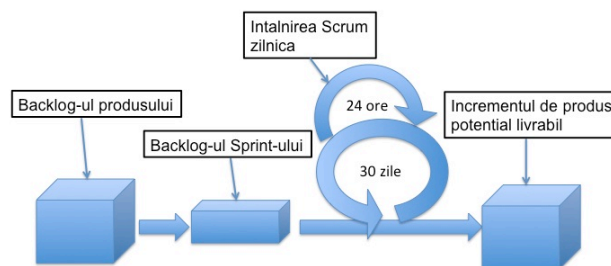 Intalnirea Scrum
zilnica
Backlog-ul produsului
24 ore
Incrementul de produs
potential livrabil
Backlog-ul Sprint-ului
30 zile